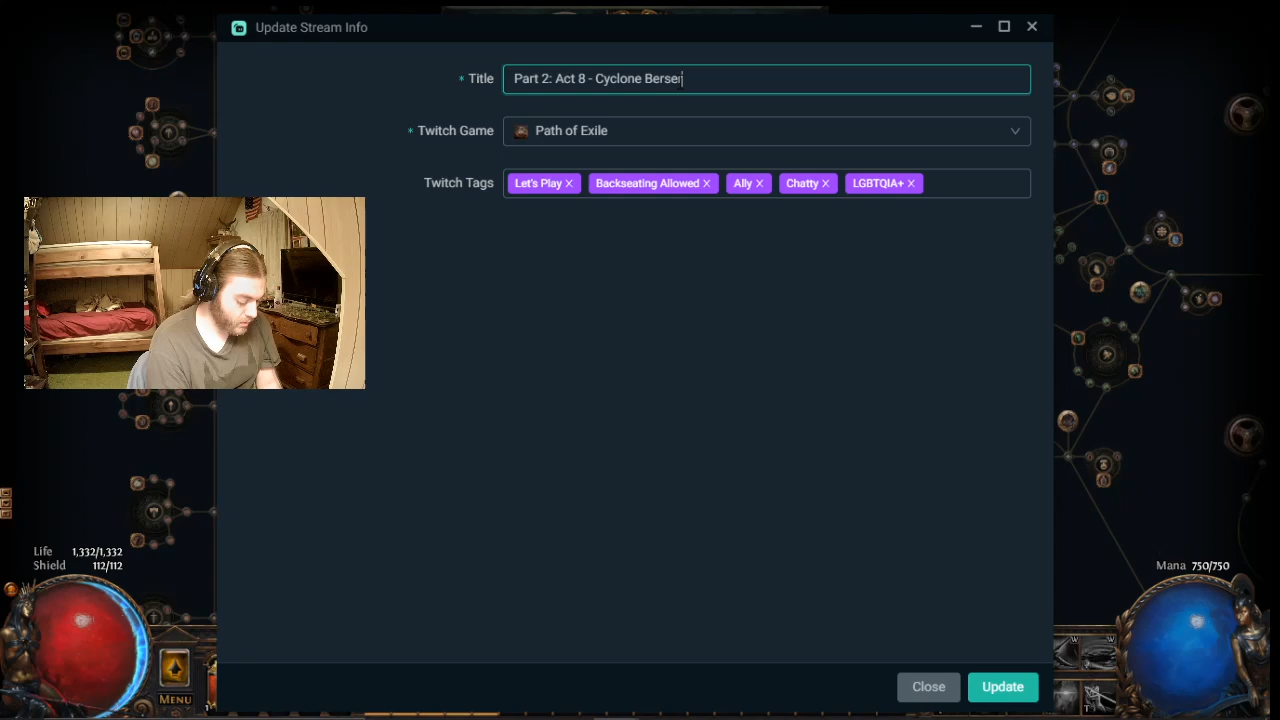 Update Stream Info
* Title Part 2: Act 8 - Cyclone Berser
* Twitch Game Path of Exile
Twitch Tags Let's Play Backseating Allowed Ally Chatty LGBTQIA+
Life 1,332/1,332
Shield 112/112
Mana 750/750
W W
MENU
T
Close Update